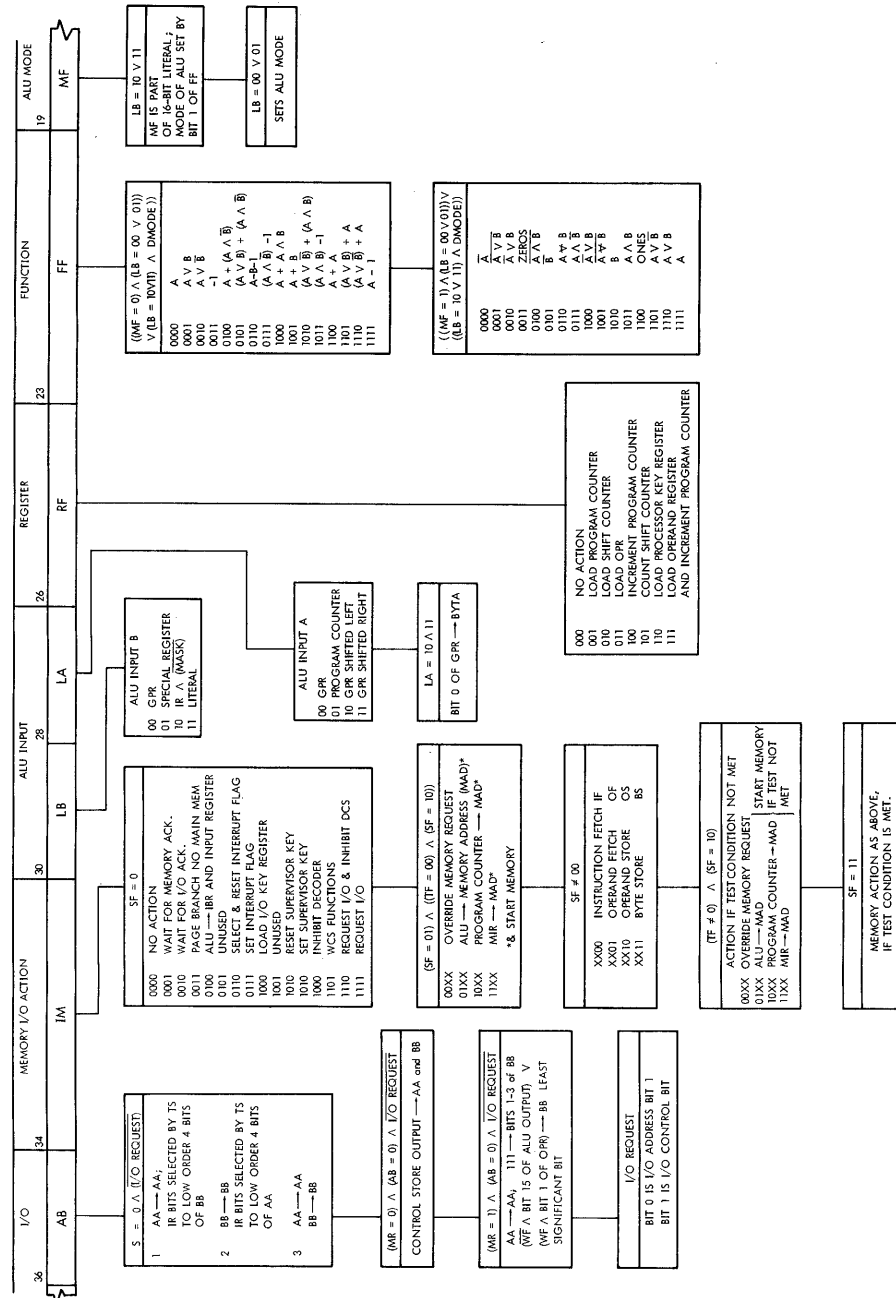 I/O
MEMORY I/O ACTION
ALU INPUT
REGISTER
FUNCTION
ALU MODE
36
34
30
28
26
23
19
AB
IM
LB
LA
RF
FF
MF
S = 0 ∧ (I/O REQUEST)
1 AA → AA;
IR BITS SELECTED BY TS
TO LOW ORDER 4 BITS
OF BB
2 BB → BB
IR BITS SELECTED BY TS
TO LOW ORDER 4 BITS
OF AA
3 AA → AA
BB → BB
(MR = 0) ∧ (AB = 0) ∧ I/O REQUEST
CONTROL STORE OUTPUT → AA and BB
(MR = 1) ∧ (AB = 0) ∧ I/O REQUEST
AA → AA; 111 → BITS 1-3 of BB
(W̅F̅ ∧ BIT 15 OF ALU OUTPUT) V
(WF ∧ BIT 1 OF OPR) → BB LEAST
SIGNIFICANT BIT
I/O REQUEST
BIT 0 IS I/O ADDRESS BIT 1
BIT 1 IS I/O CONTROL BIT
SF = 0
0000 NO ACTION
0001 WAIT FOR MEMORY ACK.
0010 WAIT FOR I/O ACK.
0011 PAGE BRANCH NO MAIN MEM
0100 ALU → IBR AND INPUT REGISTER
0101 UNUSED
0110 SELECT & RESET INTERRUPT FLAG
0111 SET INTERRUPT FLAG
1000 LOAD I/O KEY REGISTER
1001 UNUSED
1010 RESET SUPERVISOR KEY
1010 SET SUPERVISOR KEY
1000 INHIBIT DECODER
1101 WCS FUNCTIONS
1110 REQUEST I/O & INHIBIT DCS
1111 REQUEST I/O
(SF = 01) ∧ ((TF = 00) ∧ (SF = 10))
00XX OVERRIDE MEMORY REQUEST
01XX ALU → MEMORY ADDRESS (MAD)*
10XX PROGRAM COUNTER → MAD*
11XX MIR → MAD*
*& START MEMORY
SF ≠ 00
XX00 INSTRUCTION FETCH IF
XX01 OPERAND FETCH OF
XX10 OPERAND STORE OS
XX11 BYTE STORE BS
(TF ≠ 0) ∧ (SF = 10)
ACTION IF TEST CONDITION NOT MET
00XX OVERRIDE MEMORY REQUEST
01XX ALU → MAD
10XX PROGRAM COUNTER → MAD
11XX MIR → MAD
START MEMORY
IF TEST NOT
MET
SF = 11
MEMORY ACTION AS ABOVE,
IF TEST CONDITION IS MET.
ALU INPUT B
00 GPR
01 SPECIAL REGISTER
10 IR ∧ (M̅A̅S̅K̅)
11 LITERAL
ALU INPUT A
00 GPR
01 PROGRAM COUNTER
10 GPR SHIFTED LEFT
11 GPR SHIFTED RIGHT
LA = 10 ∧ 11
BIT 0 OF GPR → BYTA
000 NO ACTION
001 LOAD PROGRAM COUNTER
010 LOAD SHIFT COUNTER
011 LOAD OPR
100 INCREMENT PROGRAM COUNTER
101 COUNT SHIFT COUNTER
110 LOAD PROCESSOR KEY REGISTER
111 LOAD OPERAND REGISTER
AND INCREMENT PROGRAM COUNTER
((MF = 0) ∧ (LB = 00 V 01))
V (LB = 10V11) ∧ DMODE))
0000 A
0001 A V B
0010 A V B̅
0011 -1
0100 A + (A ∧ B̅)
0101 (A V B) + (A ∧ B̅)
0110 A-B-1
0111 (A ∧ B̅) -1
1000 A + A ∧ B
1001 A + B
1010 (A V B̅) + (A ∧ B)
1011 (A ∧ B) -1
1100 A + A
1101 (A V B) + A
1110 (A V B̅) + A
1111 A - 1
((MF = 1) ∧ (LB = 00 V 01)) V
((LB = 10 V 11) ∧ DMODE))
0000 A̅
0001 A̅ V̅ B̅
0010 A̅ V B
0011 ZEROS
0100 A̅ ∧̅ B̅
0101 B̅
0110 A ∀ B
0111 A ∧ B̅
1000 A̅ V B
1001 A̅ ∀̅ B̅
1010 B
1011 A ∧ B
1100 ONES
1101 A V B̅
1110 A V B
1111 A
LB = 10 V 11
MF IS PART
OF 16-BIT LITERAL;
MODE OF ALU SET BY
BIT 1 OF FF
LB = 00 V 01
SETS ALU MODE